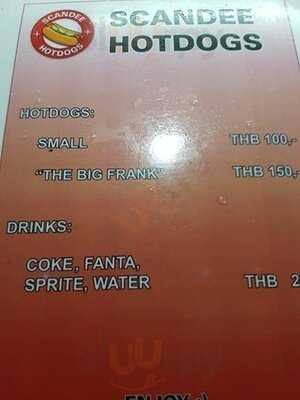 SCANDEE
HOTDOGS
SCANDEE
HOTDOGS
HOTDOGS:
SMALL THB 100,-
"THE BIG FRANK" THB 150,-
DRINKS:
COKE, FANTA,
SPRITE, WATER THB 2
ENJOY :)